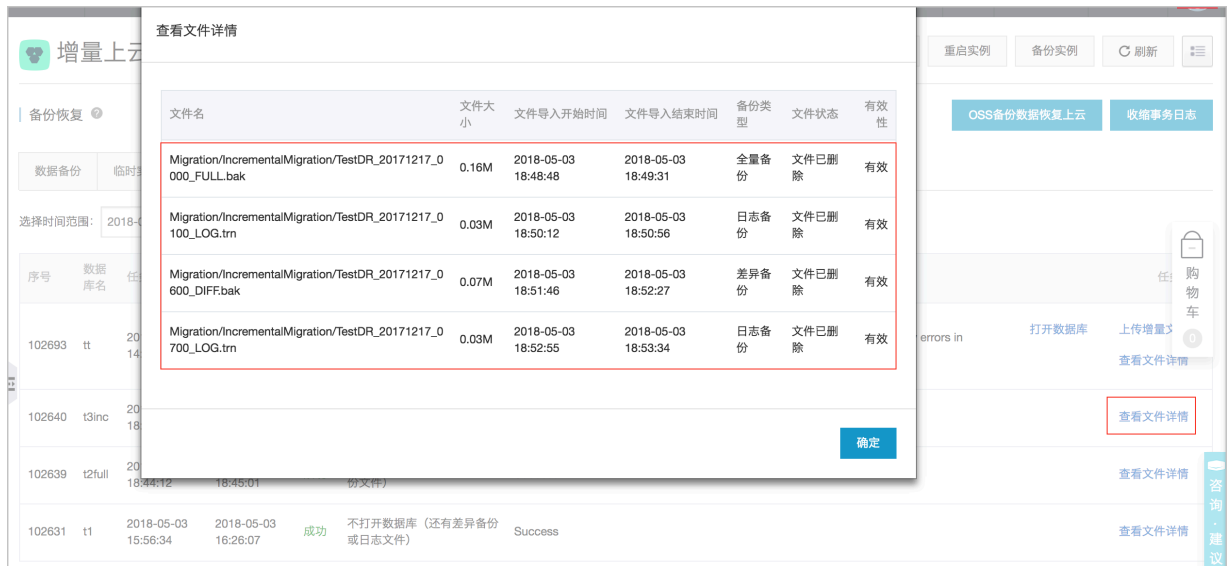 查看文件详情
增量上云
重启实例
备份实例
刷新
备份恢复
OSS备份数据恢复上云
收缩事务日志
数据备份
选择时间范围:
文件名
文件大
小
文件导入开始时间
文件导入结束时间
备份类
型
文件状态
有效
性
Migration/IncrementalMigration/TestDR_20171217_0
000_FULL.bak
0.16M
2018-05-03
18:48:48
2018-05-03
18:49:31
全量备
份
文件已删
除
有效
Migration/IncrementalMigration/TestDR_20171217_0
100_LOG.trn
0.03M
2018-05-03
18:50:12
2018-05-03
18:50:56
日志备
份
文件已删
除
有效
Migration/IncrementalMigration/TestDR_20171217_0
600_DIFF.bak
0.07M
2018-05-03
18:51:46
2018-05-03
18:52:27
差异备
份
文件已删
除
有效
Migration/IncrementalMigration/TestDR_20171217_0
700_LOG.trn
0.03M
2018-05-03
18:52:55
2018-05-03
18:53:34
日志备
份
文件已删
除
有效
确定
序号
数据
库名
购
物
车
0
102693
tt
errors in
打开数据库
查看文件详情
102640
t3inc
查看文件详情
102639
t2full
18:44:12
18:45:01
份文件）
查看文件详情
102631
t1
2018-05-03
15:56:34
2018-05-03
16:26:07
成功
不打开数据库（还有差异备份
或日志文件）
Success
查看文件详情
咨
询
·
建
议